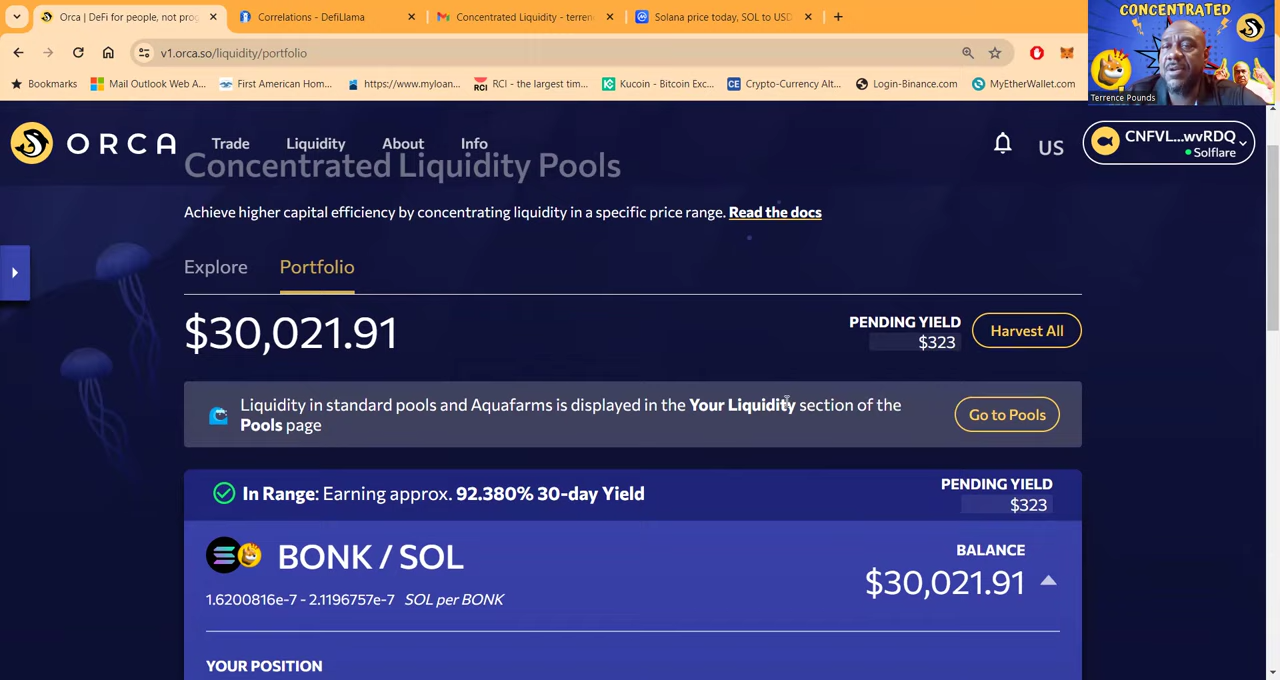 Orca | DeFi for people, not prog
Correlations - DefiLlama
Concentrated Liquidity - terren
Solana price today, SOL to USD
v1.orca.so/liquidity/portfolio
Bookmarks
Mail Outlook Web A...
First American Hom...
https://www.myloan...
RCI - the largest tim...
Kucoin - Bitcoin Exc...
Crypto-Currency Alt...
Login-Binance.com
MyEtherWallet.com
CONCENTRATED
Terrence Pounds
ORCA
Trade
Liquidity
About
Info
US
CNFVL...wvRDQ
Solflare
Concentrated Liquidity Pools
Achieve higher capital efficiency by concentrating liquidity in a specific price range. Read the docs
Explore
Portfolio
$30,021.91
PENDING YIELD
$323
Harvest All
Liquidity in standard pools and Aquafarms is displayed in the Your Liquidity section of the
Pools page
Go to Pools
In Range: Earning approx. 92.380% 30-day Yield
PENDING YIELD
$323
BONK / SOL
BALANCE
$30,021.91
1.6200816e-7 - 2.1196757e-7 SOL per BONK
YOUR POSITION